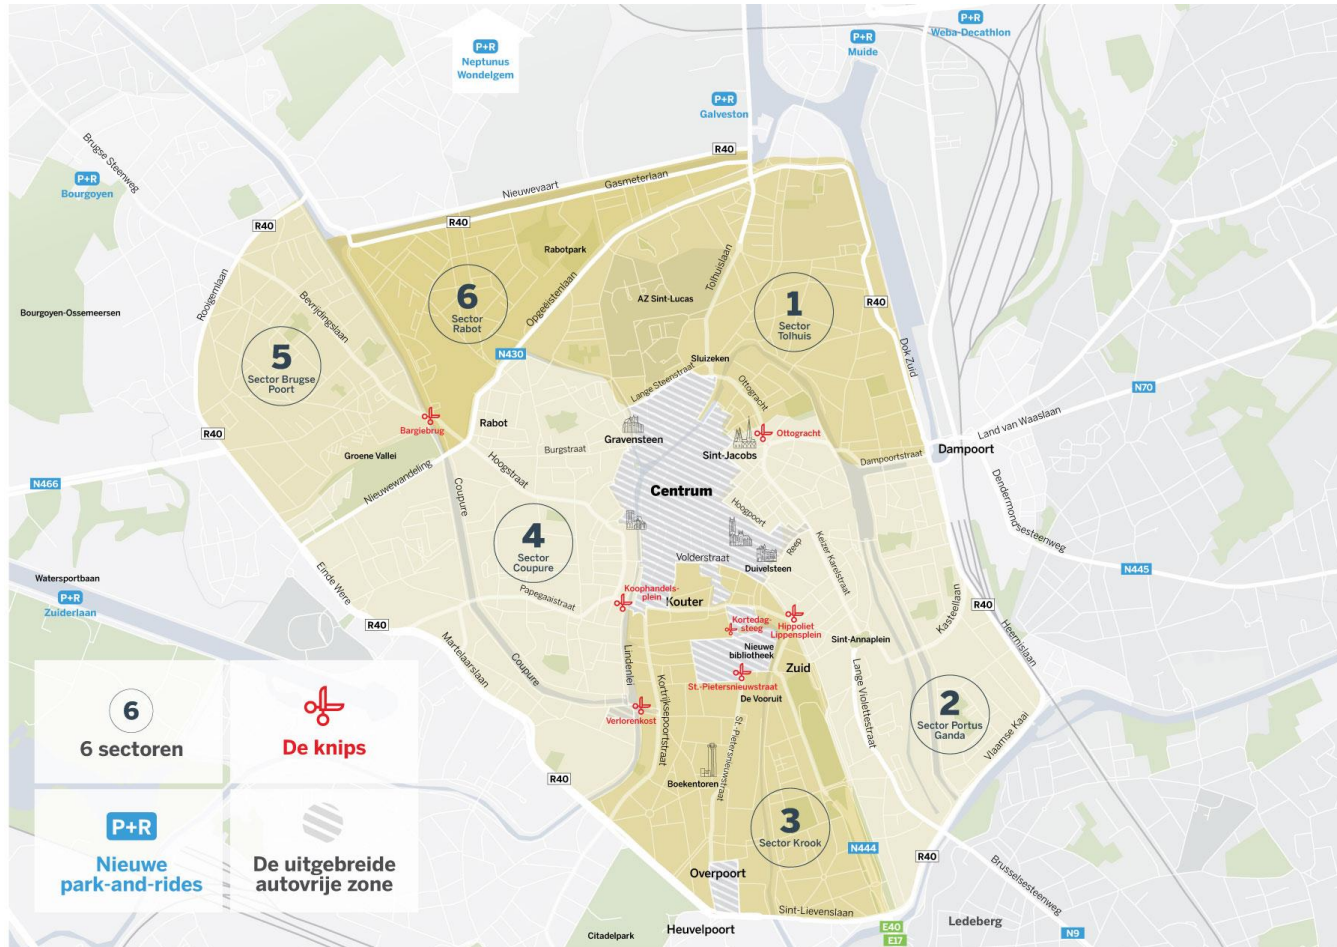 P+R
Neptunus
Wondelgem
P+R
Weba-Decathlon
P+R
Muide
P+R
Galveston
Brugse Steenweg
P+R
Bourgoyen
R40
Nieuwevaart
Gasmeterlaan
R40
R40
Rabotpark
Tolhuislaan
Opgeëistenlaan
AZ Sint-Lucas
6
Sector
Rabot
1
Sector
Tolhuis
R40
Rooigemlaan
Bevrijdingslaan
Bourgoyen-Ossemeersen
5
Sector Brugse
Poort
N430
Sluizeken
Lange Steenstraat
Ottogracht
Dok Zuid
N70
Bargiebrug
Rabot
R40
Gravensteen
Sint-Jacobs
Ottogracht
Land van Waaslaan
Dampoort
Dampoortstraat
Groene Vallei
Burgstraat
Hoogstraat
Nieuwewandeling
N466
Coupure
Centrum
Hoogpoort
Dendermondsesteenweg
4
Sector
Coupure
Reep
Keizer Karelstraat
Volderstraat
Duivelsteen
N445
Watersportbaan
P+R
Zuiderlaan
Einde Were
Papegaaistraat
Koophandels-
plein
Kouter
Kasteellaan
R40
R40
Kortedag-
steeg
Hippoliet
Lippensplein
Heernislaan
Sint-Annaplein
Martelaarslaan
Lindenlei
Nieuwe
bibliotheek
Zuid
Coupure
Kortrijksepoortstraat
St.-Pietersnieuwstraat
De Vooruit
Lange Violettestraat
2
Sector Portus
Ganda
Vlaamse Kaai
Verlorenkost
St.-Pietersnieuwstraat
R40
Boekentoren
3
Sector Krook
N444
R40
Overpoort
Brusselsesteenweg
Sint-Lievenslaan
Heuvelpoort
Citadelpark
E40
E17
Ledeberg
N9
6
6 sectoren
De knips
P+R
Nieuwe
park-and-rides
De uitgebreide
autovrije zone